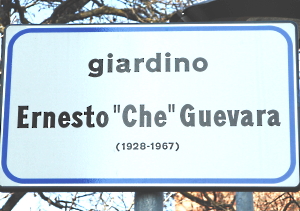 giardino
Ernesto "Che" Guevara
(1928-1967)